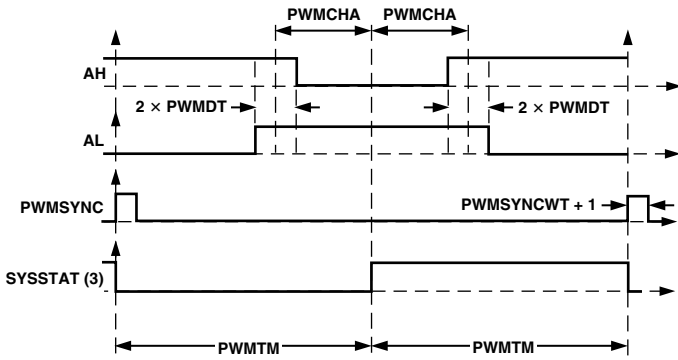 PWMCHA PWMCHA
AH
2 × PWMDT 2 × PWMDT
AL
PWMSYNC PWMSYNCWT + 1
SYSSTAT (3)
PWMTM PWMTM